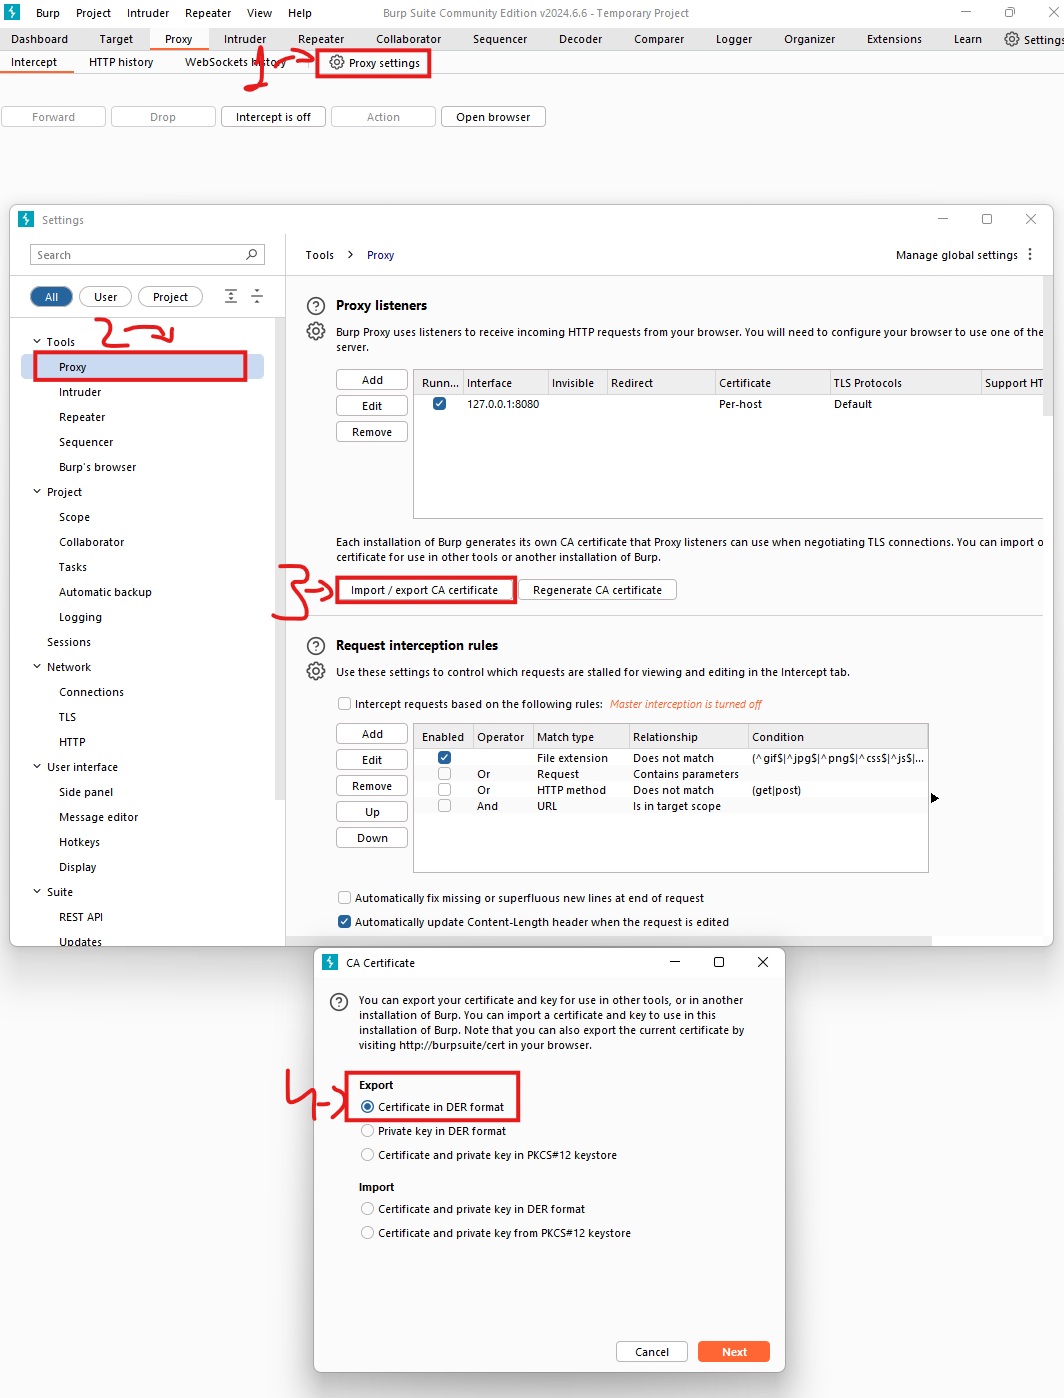 Burp Project Intruder Repeater View Help Burp Suite Community Edition v2024.6.6 - Temporary Project
Dashboard Target Proxy Intruder Repeater Collaborator Sequencer Decoder Comparer Logger Organizer Extensions Learn Settings
Intercept HTTP history WebSockets history Proxy settings
1
Forward Drop Intercept is off Action Open browser
Settings
Search
Tools > Proxy
Manage global settings
All User Project
2
Tools
Proxy
Intruder
Repeater
Sequencer
Burp's browser
Project
Scope
Collaborator
Tasks
Automatic backup
Logging
Sessions
Network
Connections
TLS
HTTP
User interface
Side panel
Message editor
Hotkeys
Display
Suite
REST API
Updates
Proxy listeners
Burp Proxy uses listeners to receive incoming HTTP requests from your browser. You will need to configure your browser to use one of the
server.
Add
Edit
Remove
Runn... Interface Invisible Redirect Certificate TLS Protocols Support HT
127.0.0.1:8080 Per-host Default
Each installation of Burp generates its own CA certificate that Proxy listeners can use when negotiating TLS connections. You can import o
certificate for use in other tools or another installation of Burp.
3
Import / export CA certificate Regenerate CA certificate
Request interception rules
Use these settings to control which requests are stalled for viewing and editing in the Intercept tab.
Intercept requests based on the following rules: Master interception is turned off
Add
Edit
Remove
Up
Down
Enabled Operator Match type Relationship Condition
File extension Does not match (^gif$|^jpg$|^png$|^css$|^js$|...
Or Request Contains parameters
Or HTTP method Does not match (get|post)
And URL Is in target scope
Automatically fix missing or superfluous new lines at end of request
Automatically update Content-Length header when the request is edited
CA Certificate
You can export your certificate and key for use in other tools, or in another
installation of Burp. You can import a certificate and key to use in this
installation of Burp. Note that you can also export the current certificate by
visiting http://burpsuite/cert in your browser.
4
Export
Certificate in DER format
Private key in DER format
Certificate and private key in PKCS#12 keystore
Import
Certificate and private key in DER format
Certificate and private key from PKCS#12 keystore
Cancel Next